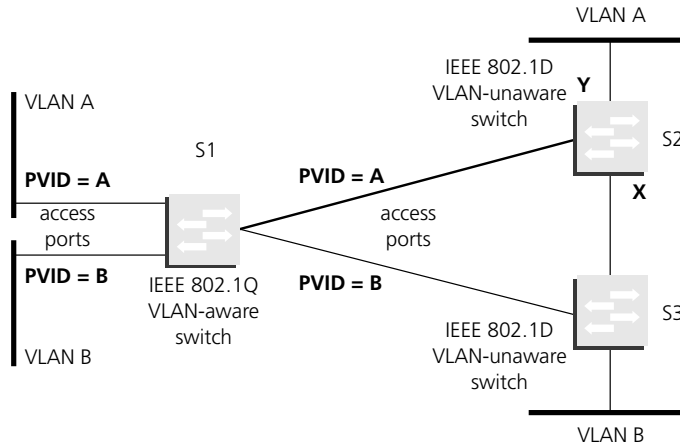 VLAN A
IEEE 802.1D
VLAN-unaware
switch
Y
VLAN A
S1
S2
PVID = A
PVID = A
X
access
ports
access
ports
PVID = B
IEEE 802.1Q
VLAN-aware
switch
PVID = B
S3
IEEE 802.1D
VLAN-unaware
switch
VLAN B
VLAN B